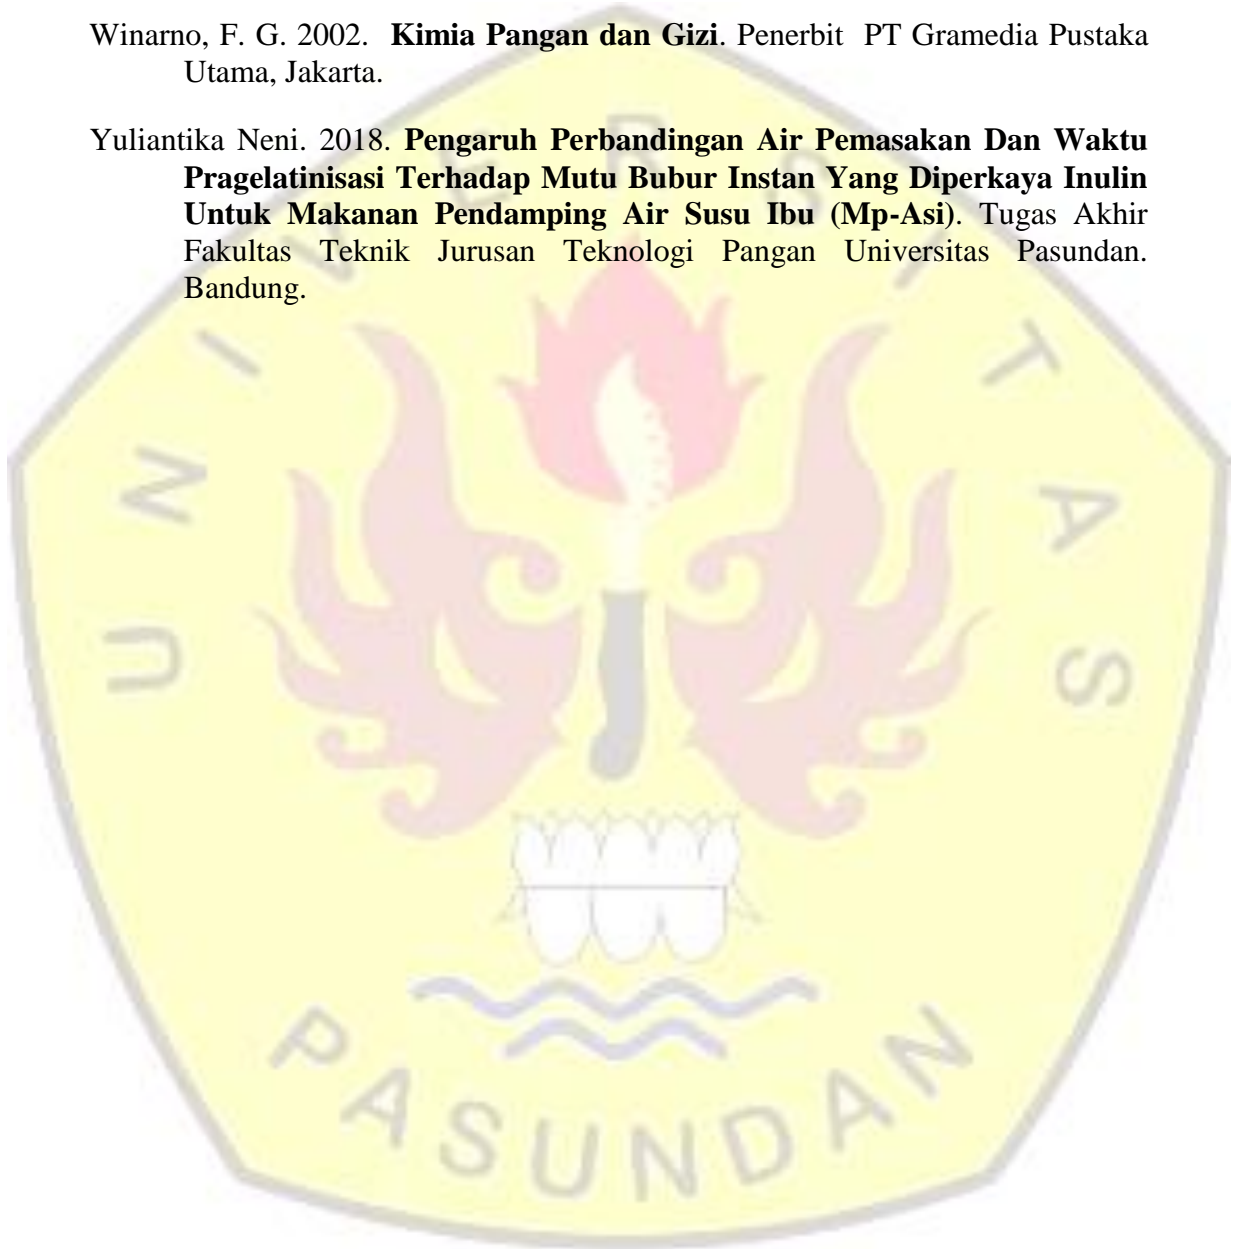 Winarno, F. G. 2002. Kimia Pangan dan Gizi. Penerbit PT Gramedia Pustaka
Utama, Jakarta.
Yuliantika Neni. 2018. Pengaruh Perbandingan Air Pemasakan Dan Waktu
Pragelatinisasi Terhadap Mutu Bubur Instan Yang Diperkaya Inulin
Untuk Makanan Pendamping Air Susu Ibu (Mp-Asi). Tugas Akhir
Fakultas Teknik Jurusan Teknologi Pangan Universitas Pasundan.
Bandung.
UNIVERSITAS
PASUNDAN